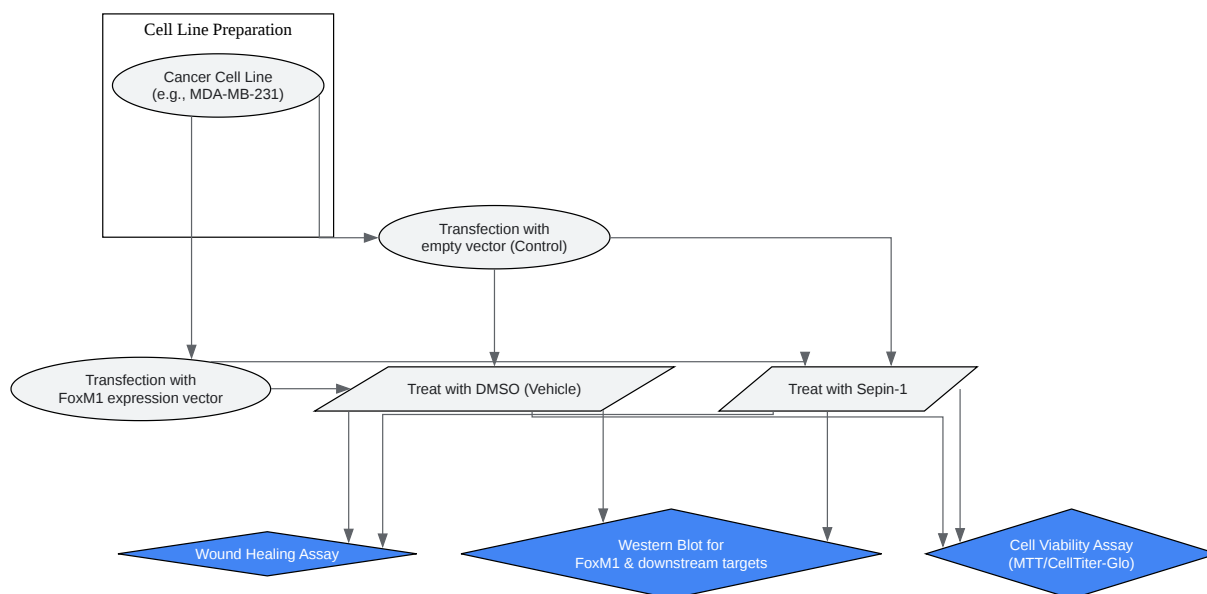 Cell Line Preparation
Cancer Cell Line
(e.g., MDA-MB-231)
Transfection with
empty vector (Control)
Transfection with
FoxM1 expression vector
Treat with DMSO (Vehicle)
Treat with Sepin-1
Wound Healing Assay
Western Blot for
FoxM1 & downstream targets
Cell Viability Assay
(MTT/CellTiter-Glo)